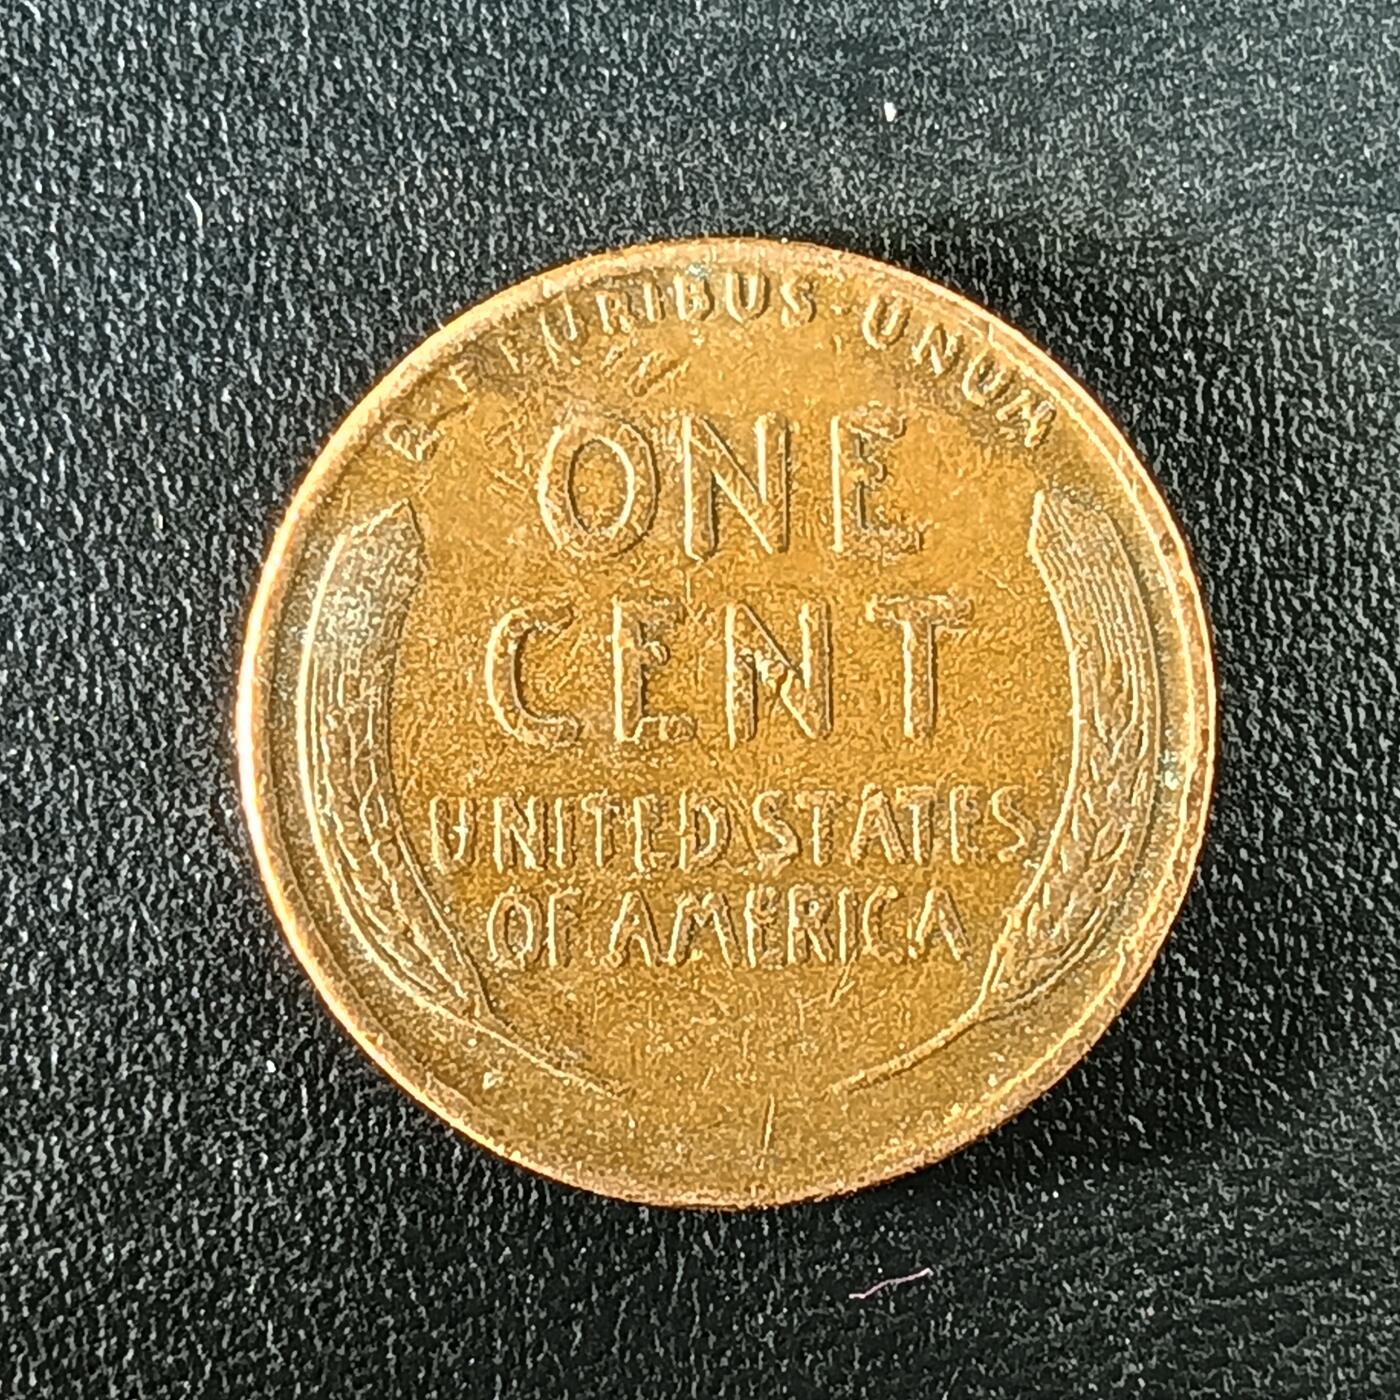 E·PLURIBUS·UNUM
ONE
CENT
UNITED STATES
OF AMERICA